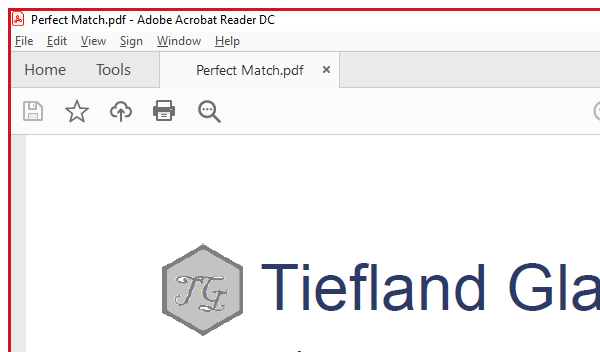 Perfect Match.pdf - Adobe Acrobat Reader DC
File Edit View Sign Window Help
Home Tools Perfect Match.pdf ×
TG Tiefland Gla